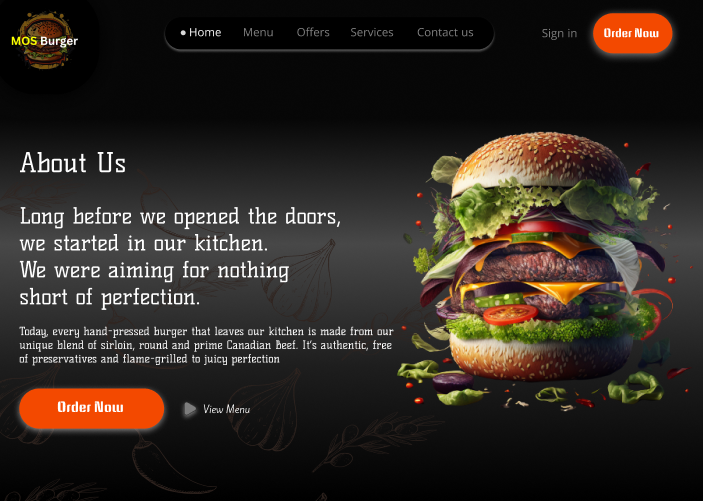 MOS Burger
Home Menu Offers Services Contact us
Sign in
Order Now
About Us
Long before we opened the doors,
we started in our kitchen.
We were aiming for nothing
short of perfection.
Today, every hand-pressed burger that leaves our kitchen is made from our
unique blend of sirloin, round and prime Canadian Beef. It's authentic, free
of preservatives and flame-grilled to juicy perfection
Order Now
View Menu